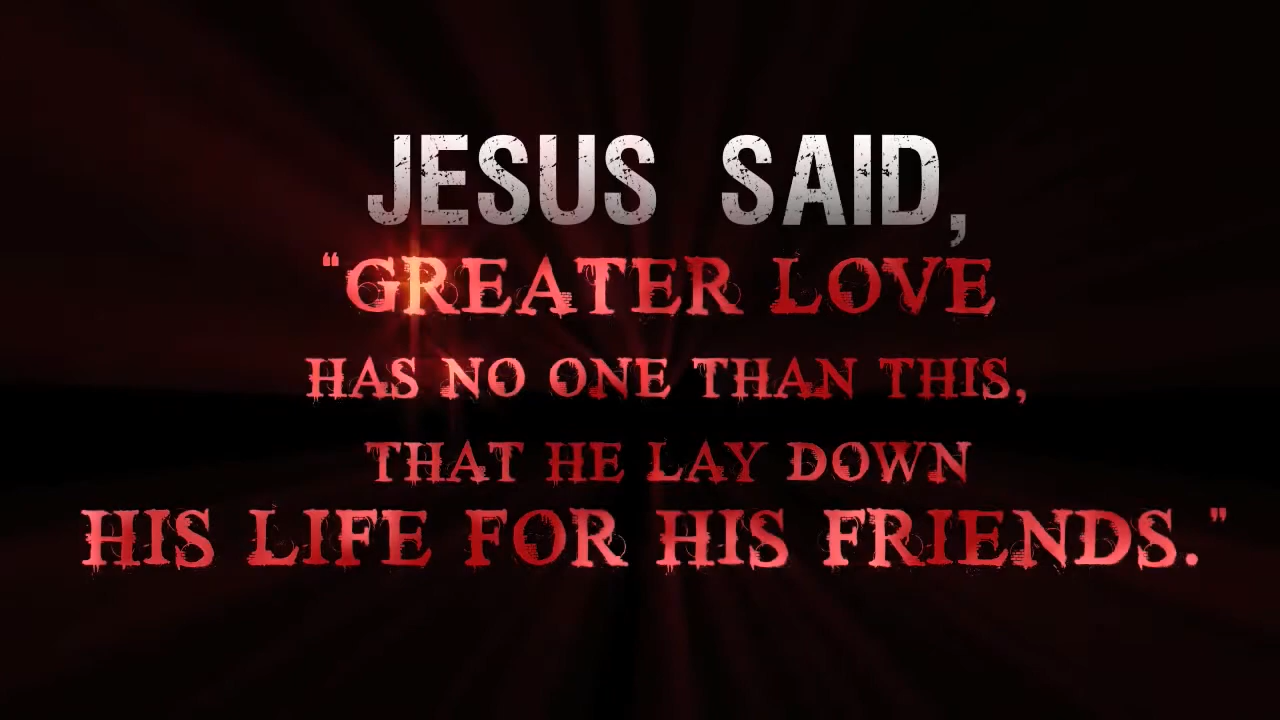 JESUS SAID,
“GREATER LOVE
HAS NO ONE THAN THIS,
THAT HE LAY DOWN
HIS LIFE FOR HIS FRIENDS.”